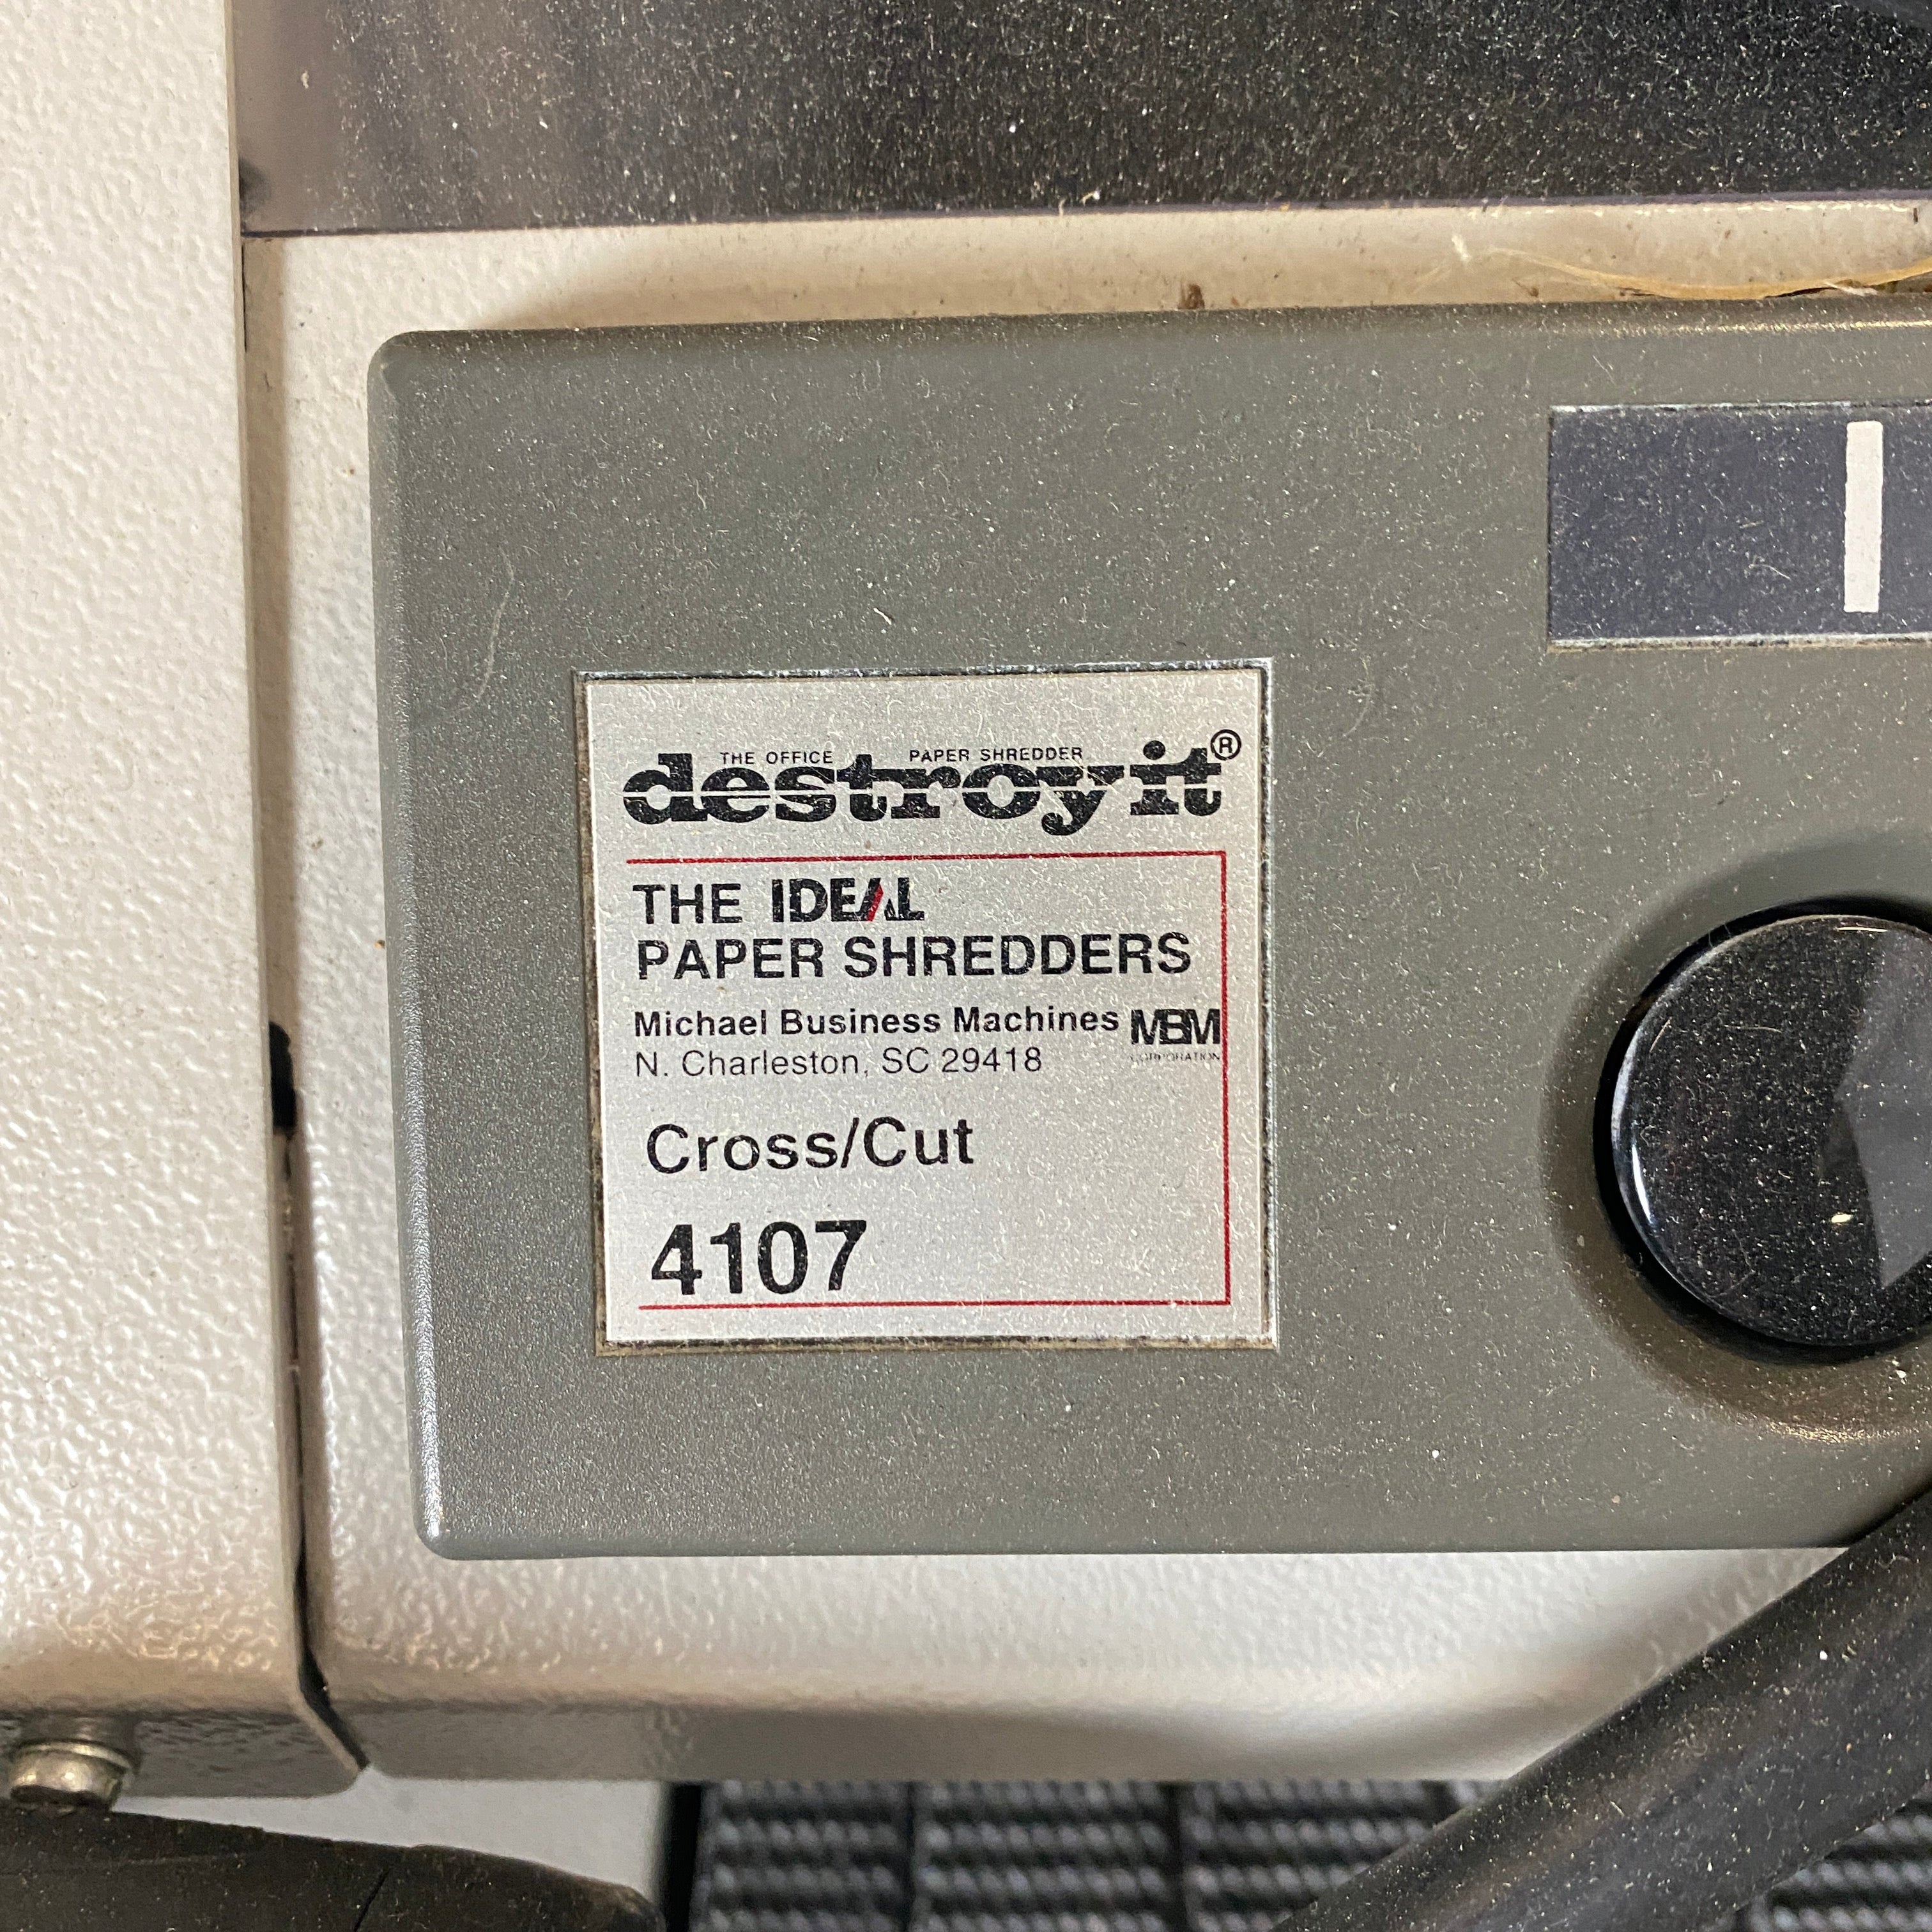 THE OFFICE PAPER SHREDDER
destroyit®
THE IDEAL
PAPER SHREDDERS
Michael Business Machines MBM
N. Charleston, SC 29418 CORPORATION
Cross/Cut
4107